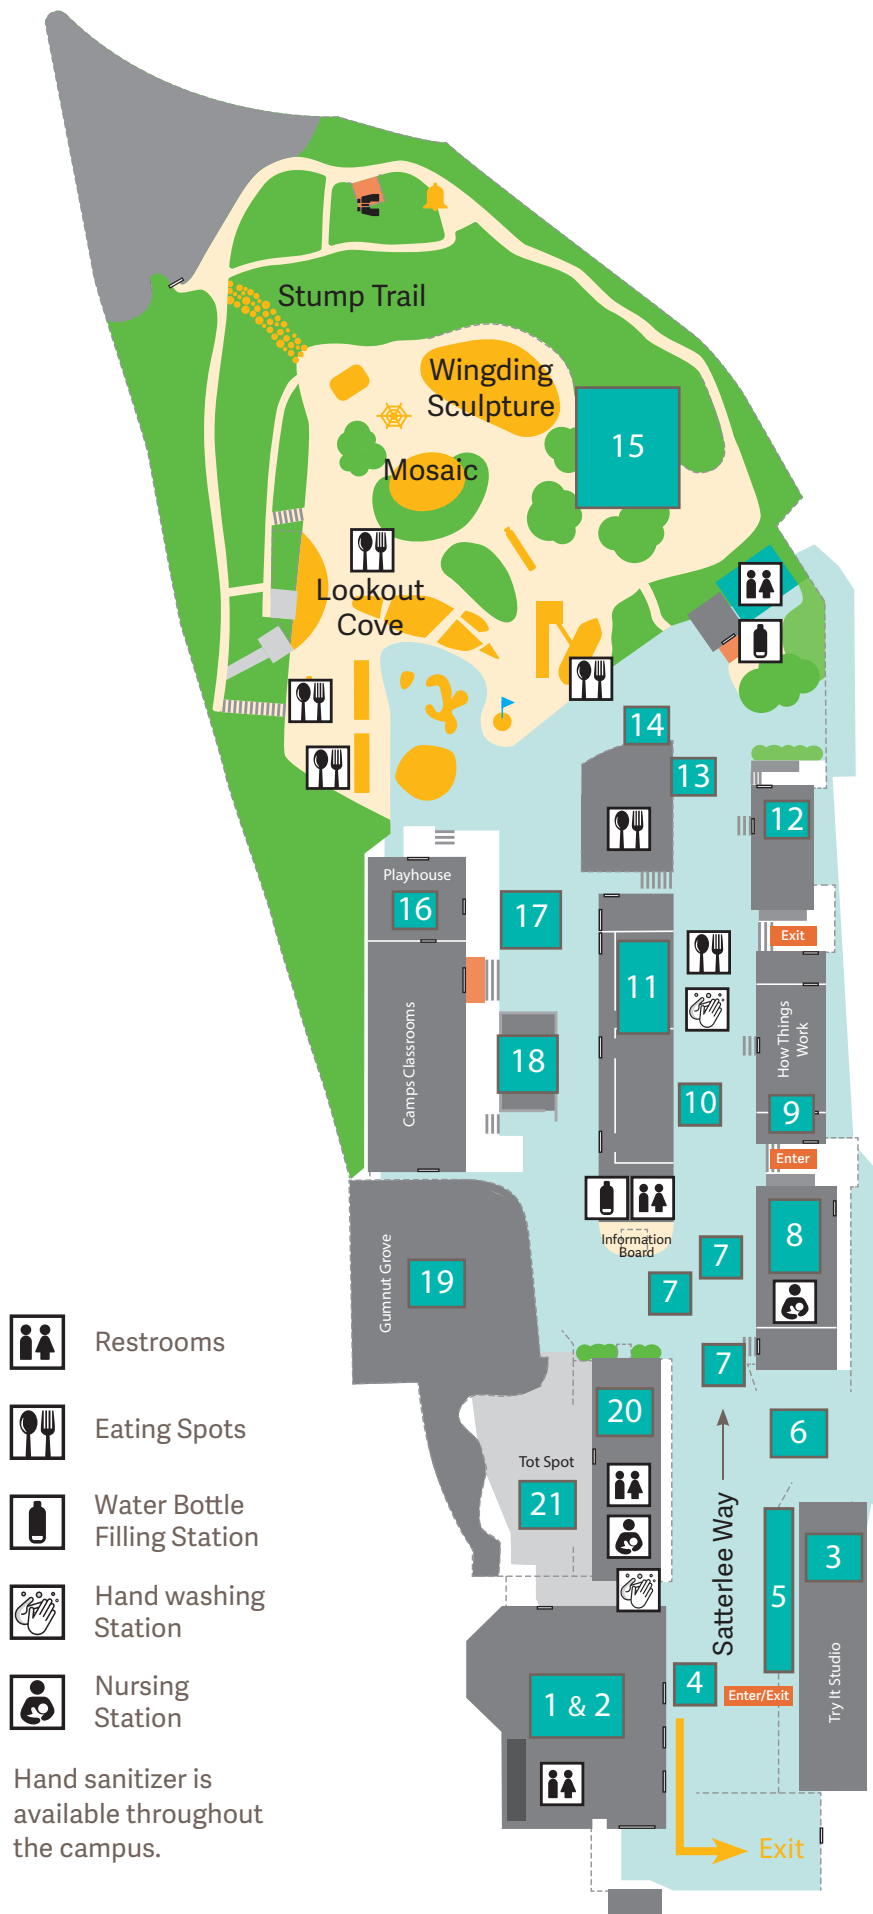 Stump Trail
Wingding
Sculpture
15
Mosaic
Lookout
Cove
14
13
12
Playhouse
16
17
Exit
11
How Things
Work
Camps Classrooms
18
10
9
Enter
8
Information
Board
7
7
Gumnut Grove
19
7
20
6
Tot Spot
21
Satterlee Way
5
3
Try It Studio
4
Enter/Exit
1 & 2
Exit
Restrooms
Eating Spots
Water Bottle
Filling Station
Hand washing
Station
Nursing
Station
Hand sanitizer is
available throughout
the campus.